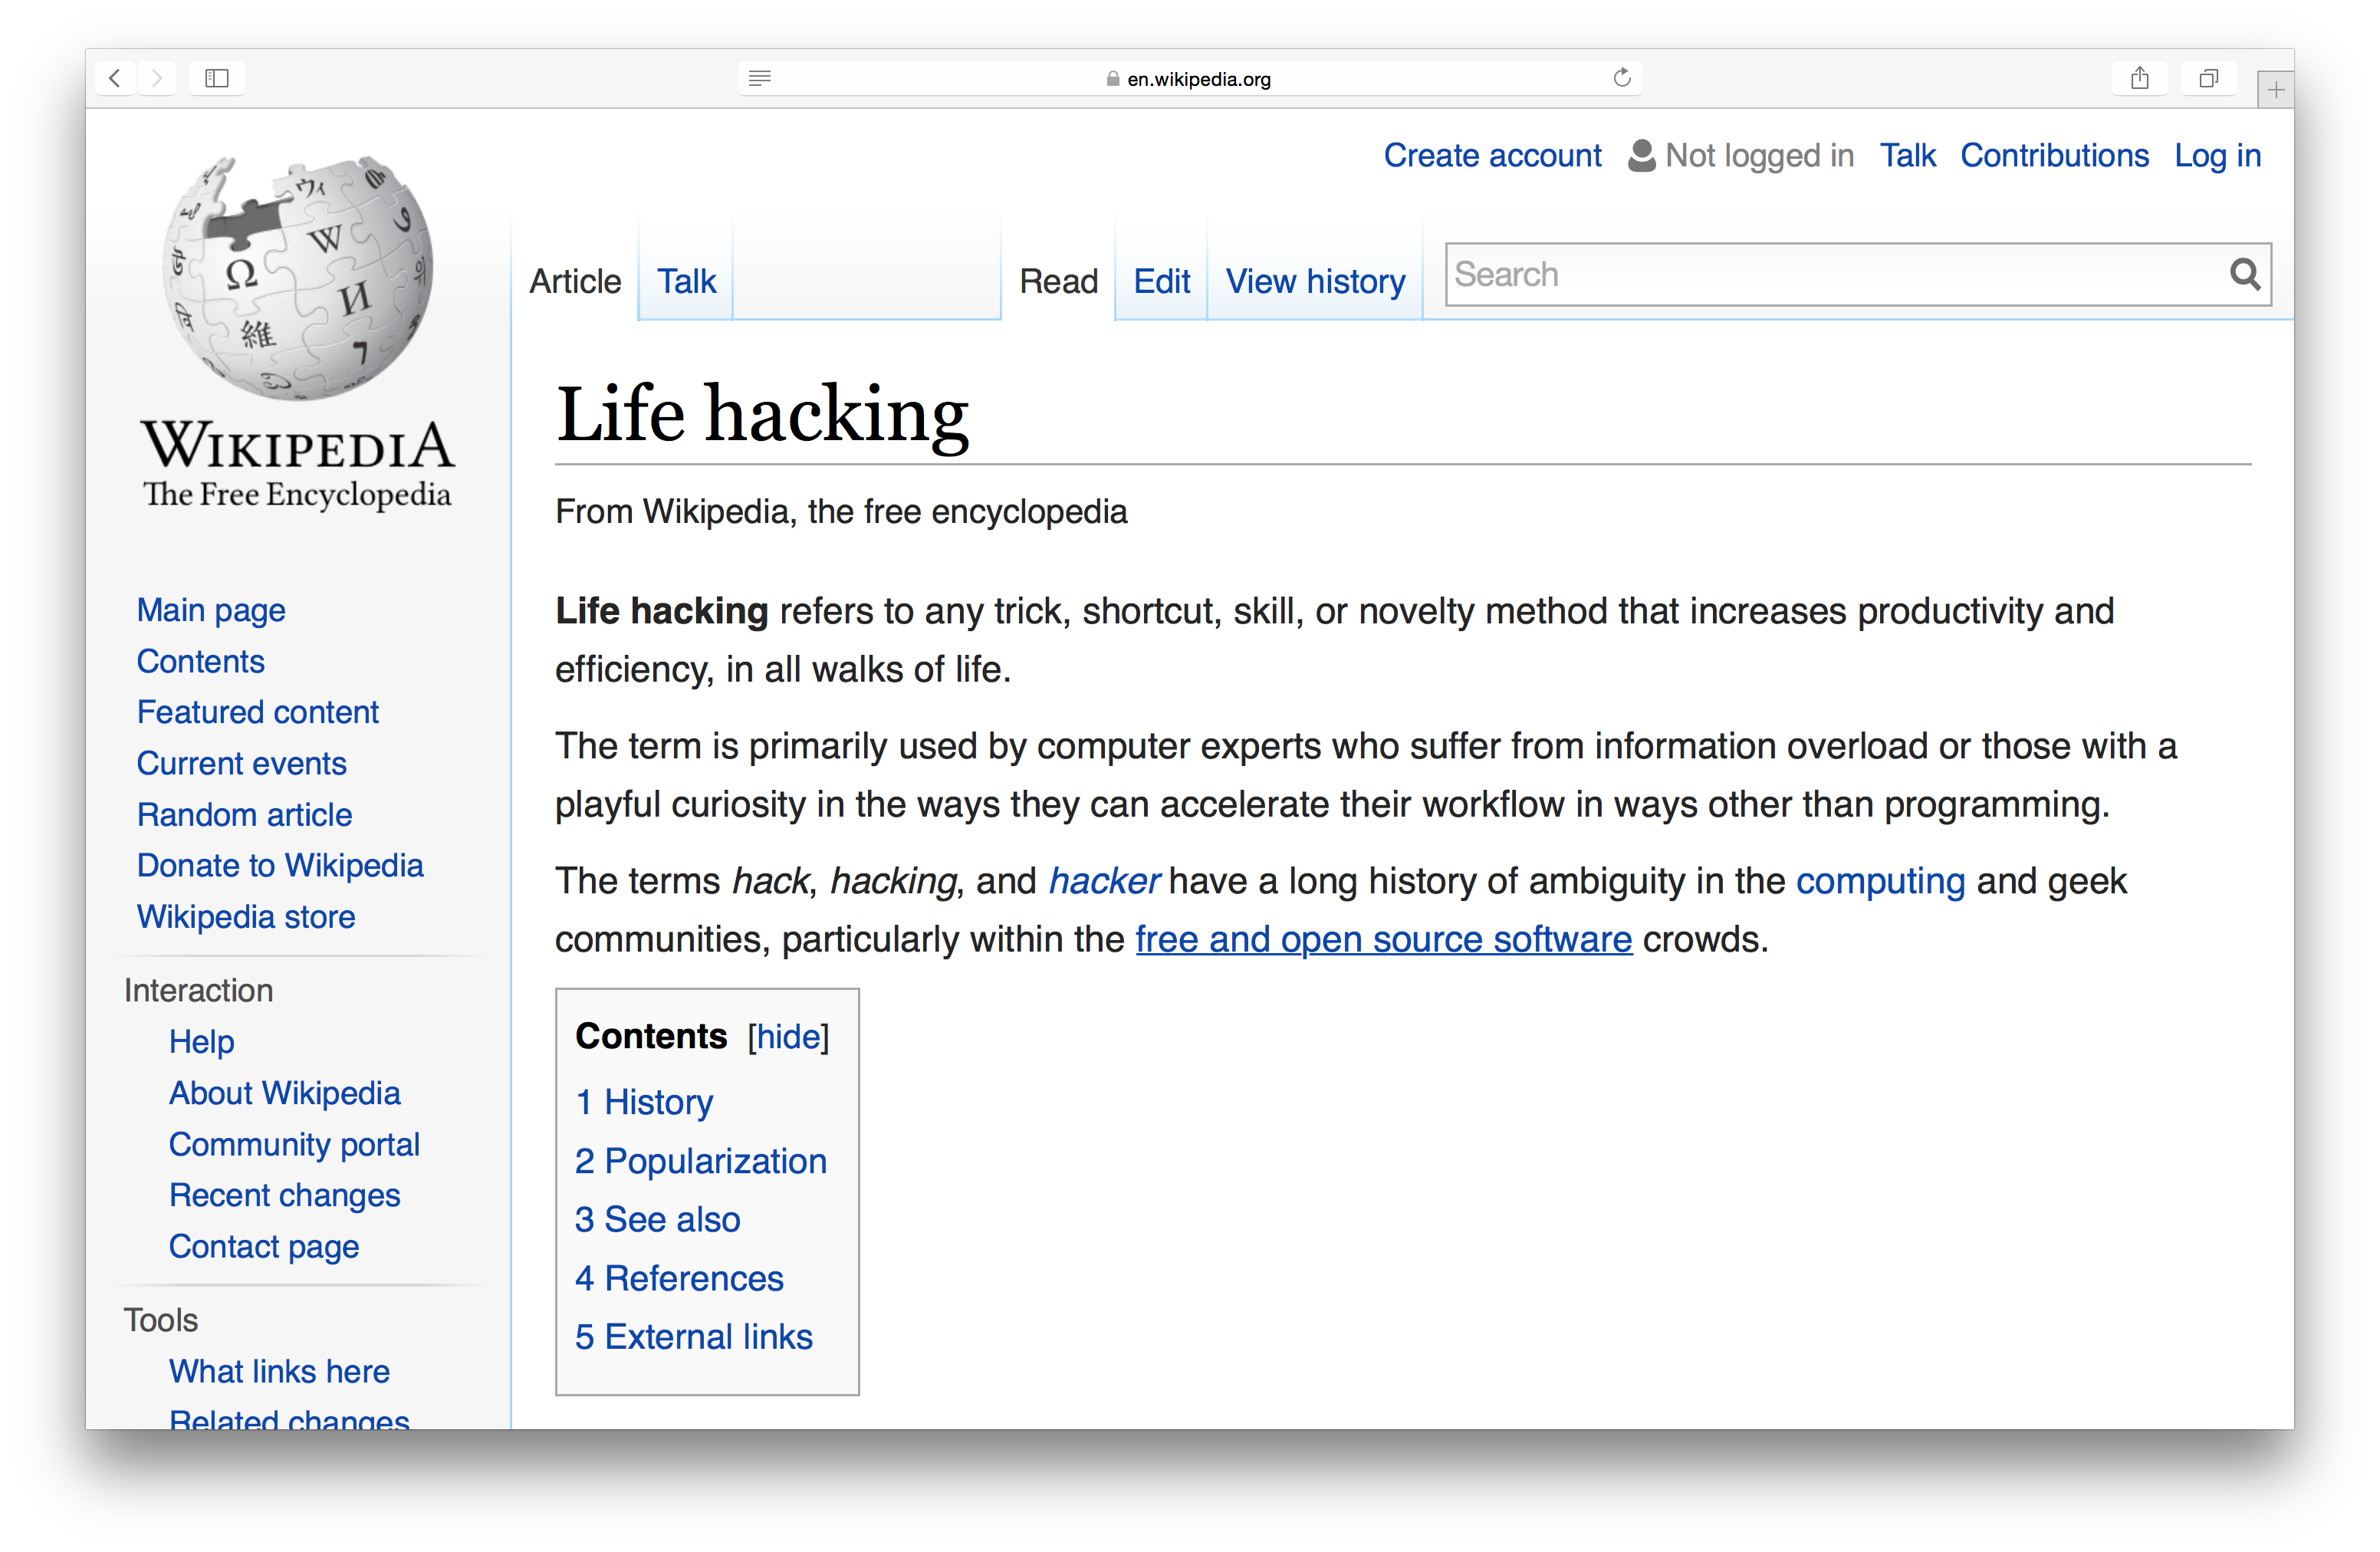 en.wikipedia.org
Create account Not logged in Talk Contributions Log in
Article Talk Read Edit View history Search
WIKIPEDIA
The Free Encyclopedia
Main page
Contents
Featured content
Current events
Random article
Donate to Wikipedia
Wikipedia store
Interaction
Help
About Wikipedia
Community portal
Recent changes
Contact page
Tools
What links here
Related changes
Life hacking
From Wikipedia, the free encyclopedia
Life hacking refers to any trick, shortcut, skill, or novelty method that increases productivity and
efficiency, in all walks of life.
The term is primarily used by computer experts who suffer from information overload or those with a
playful curiosity in the ways they can accelerate their workflow in ways other than programming.
The terms hack, hacking, and hacker have a long history of ambiguity in the computing and geek
communities, particularly within the free and open source software crowds.
Contents [hide]
1 History
2 Popularization
3 See also
4 References
5 External links